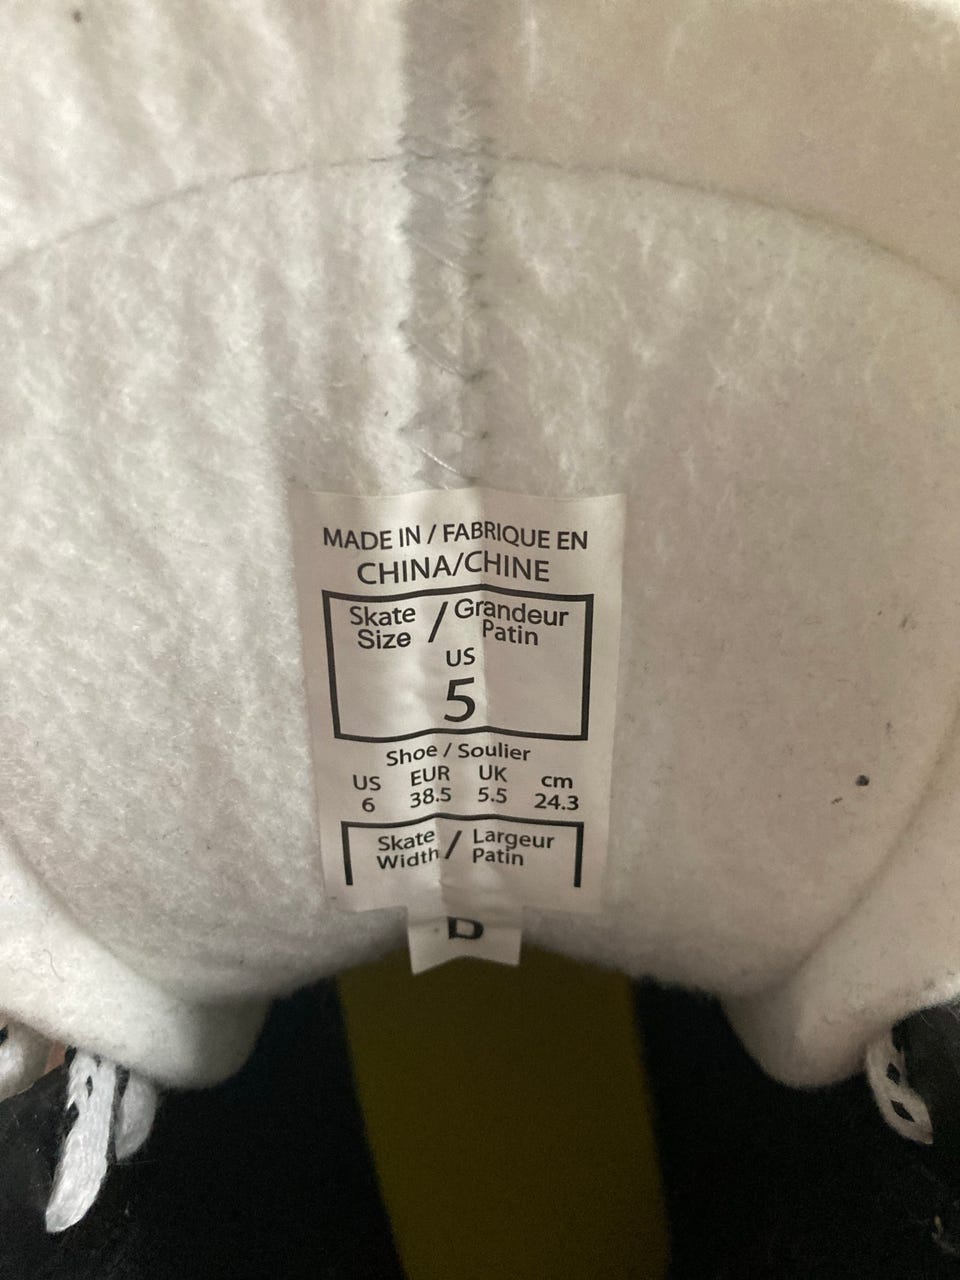 MADE IN / FABRIQUE EN
CHINA/CHINE
Skate Size / Grandeur Patin
US
5
Shoe / Soulier
US EUR UK cm
6 38.5 5.5 24.3
Skate Width / Largeur Patin
D